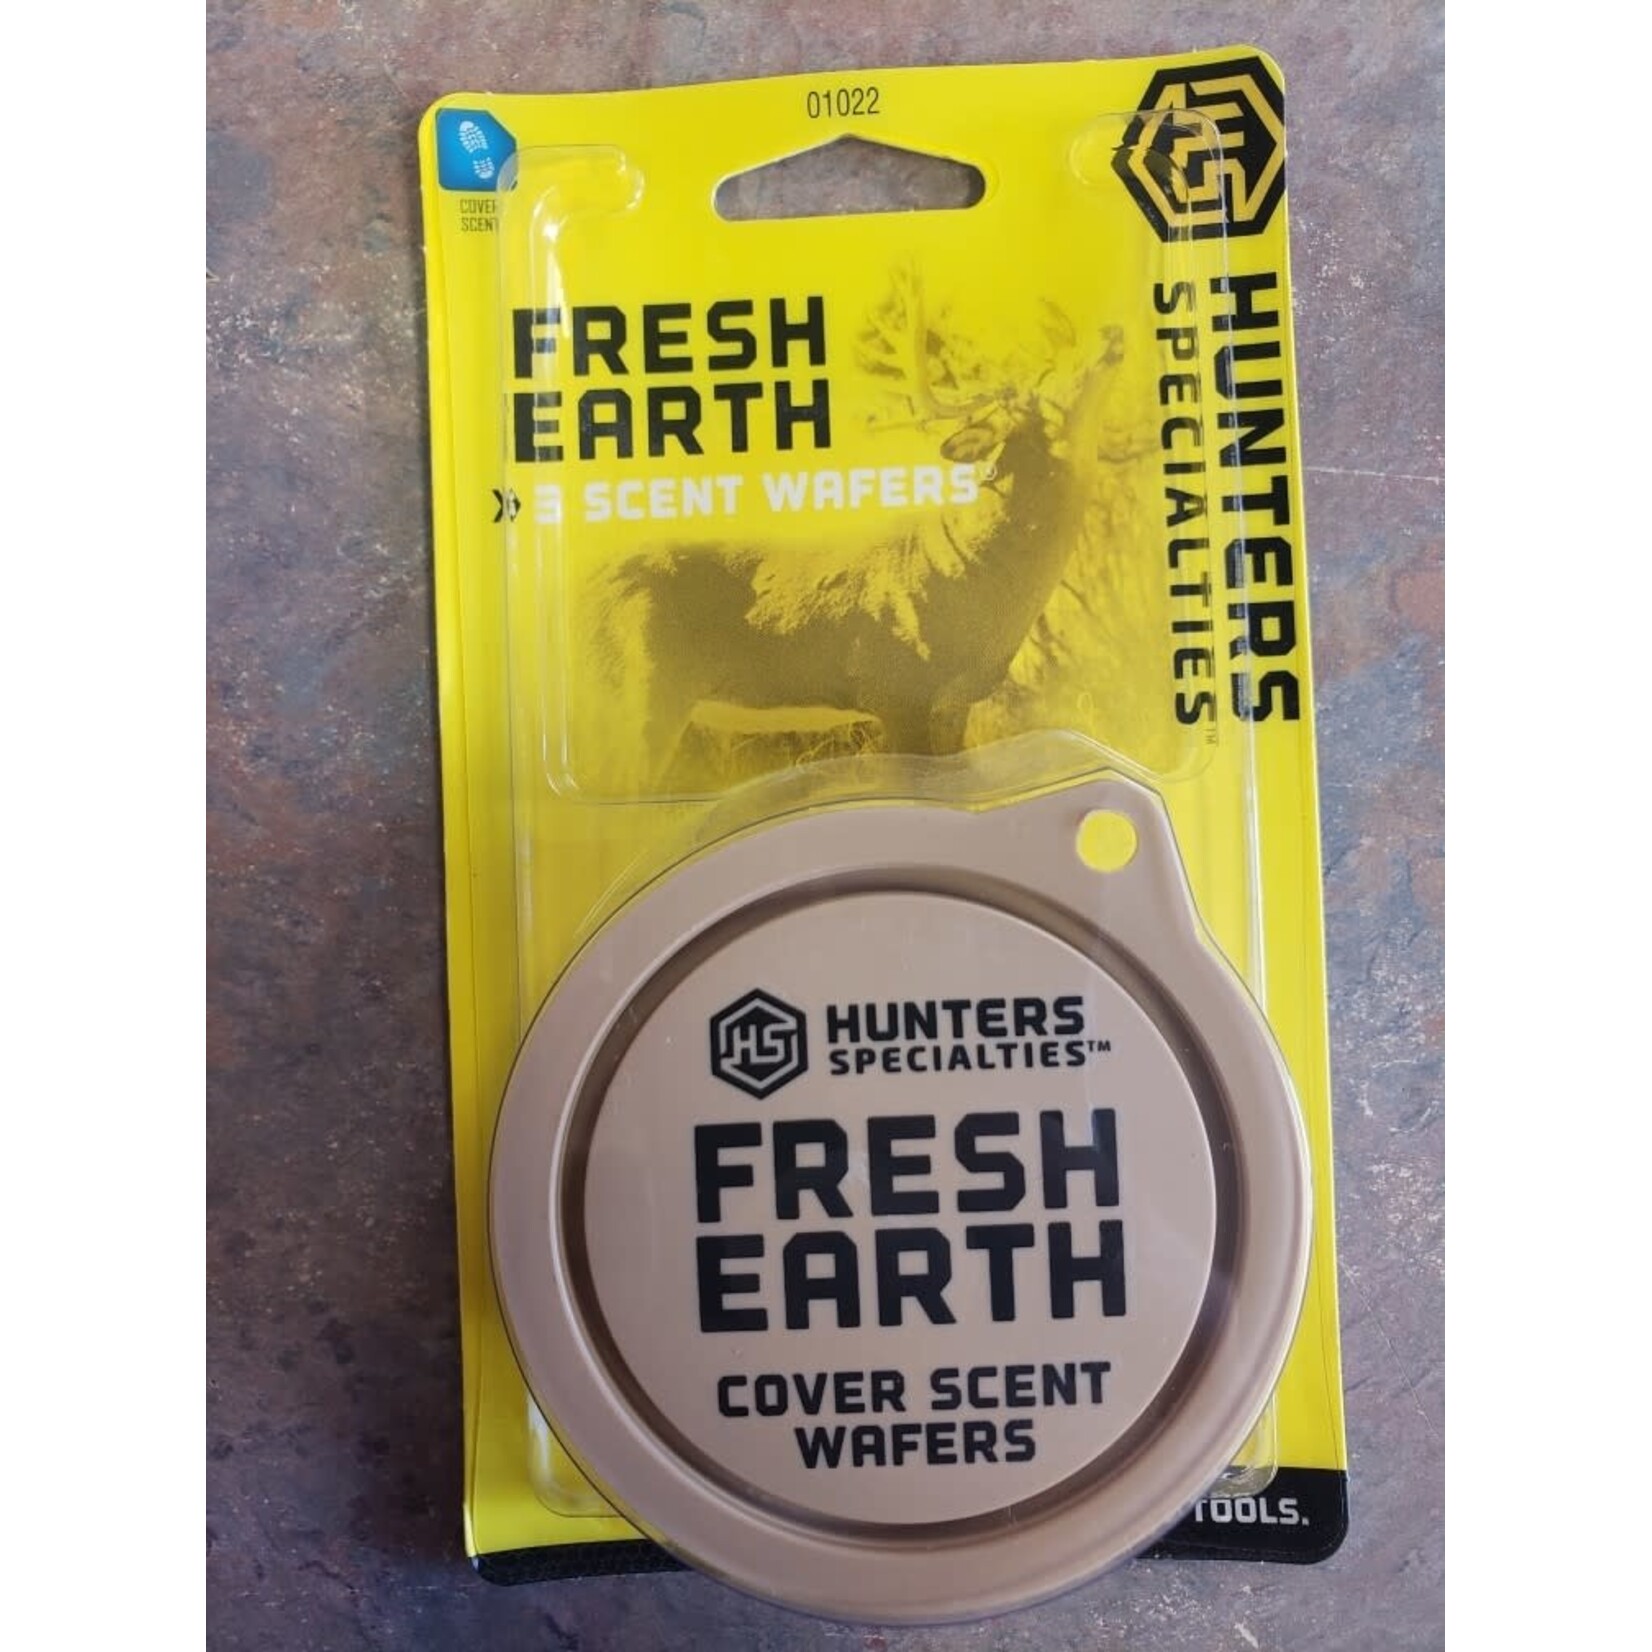 01022
COVER
SCENT
HS
HUNTERS
SPECIALTIES™
FRESH
EARTH
3 SCENT WAFERS®
HS HUNTERS
SPECIALTIES™
FRESH
EARTH
COVER SCENT
WAFERS
TOOLS.